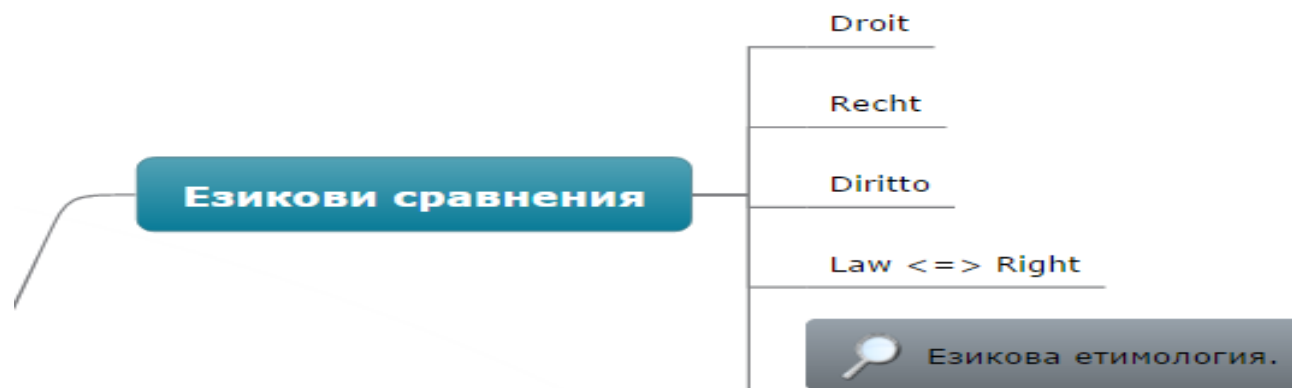 Droit
Recht
Езикови сравнения
Diritto
Law <=> Right
Езикова етимология.